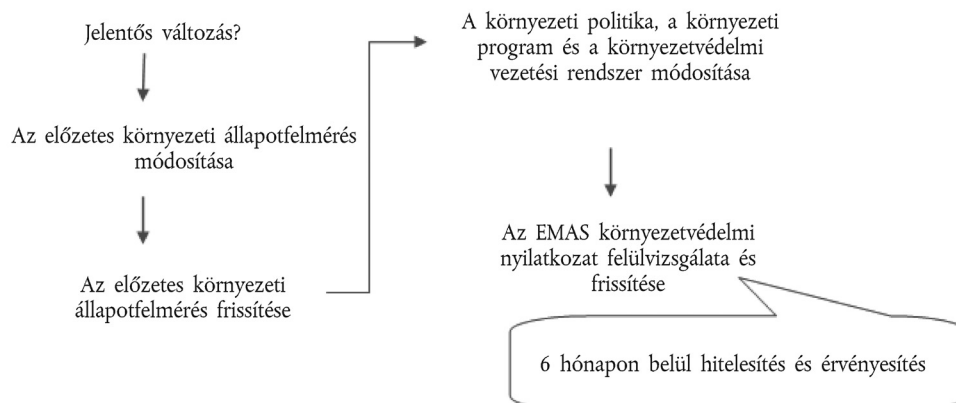 Jelentős változás?
Az előzetes környezeti állapotfelmérés
módosítása
Az előzetes környezeti
állapotfelmérés frissítése
A környezeti politika, a környezeti
program és a környezetvédelmi
vezetési rendszer módosítása
Az EMAS környezetvédelmi
nyilatkozat felülvizsgálata és
frissítése
6 hónapon belül hitelesítés és érvényesítés